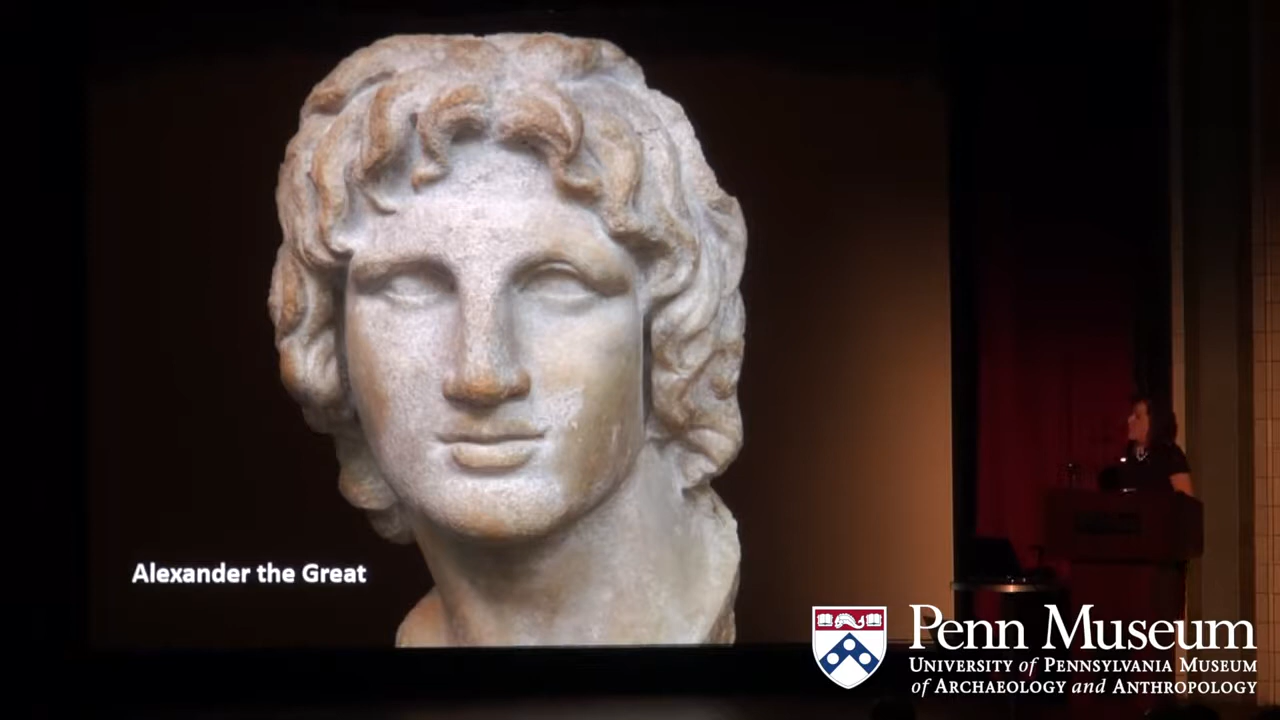 Alexander the Great
Penn Museum
University of Pennsylvania Museum
of Archaeology and Anthropology